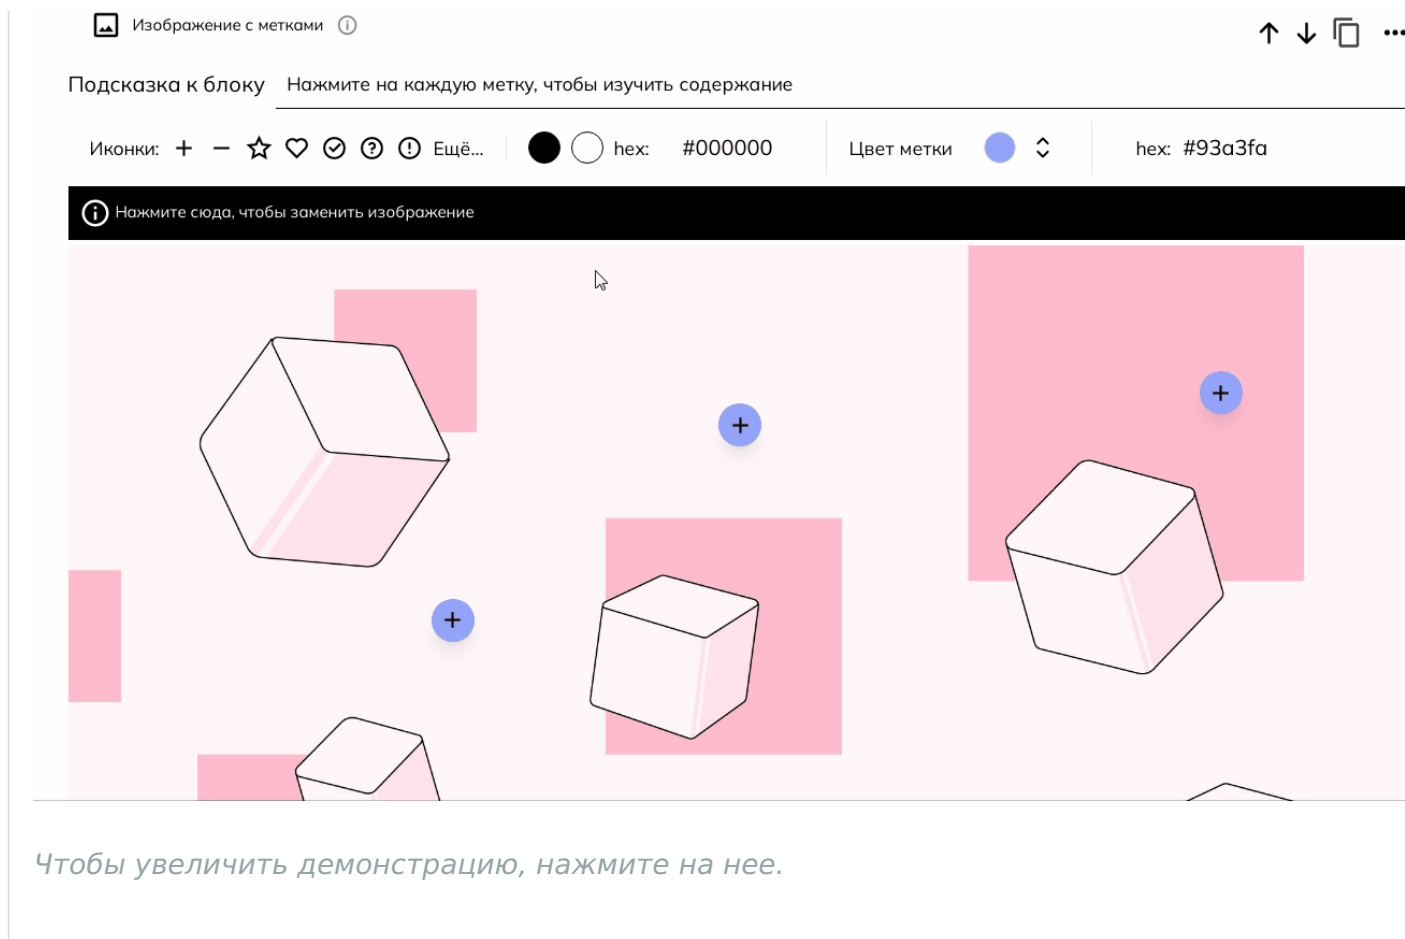 Изображение с метками
Подсказка к блоку Нажмите на каждую метку, чтобы изучить содержание
Иконки: Ещё... hex: #000000 Цвет метки hex: #93a3fa
Нажмите сюда, чтобы заменить изображение
Чтобы увеличить демонстрацию, нажмите на нее.